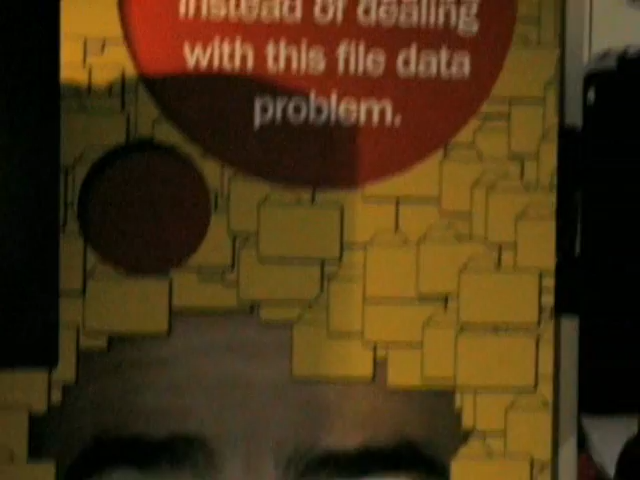 instead of dealing
with this file data
problem.